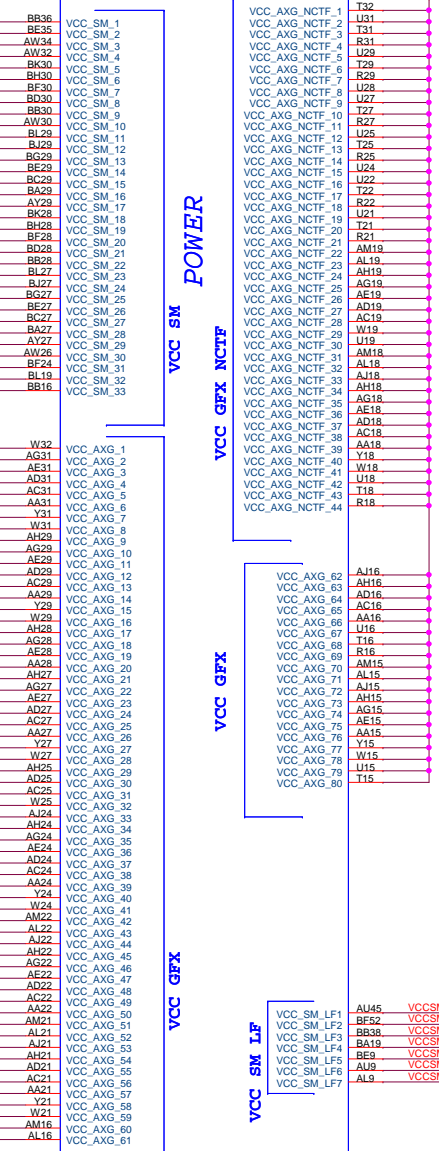 BB36 VCC_SM_1
BE35 VCC_SM_2
AW34 VCC_SM_3
AW32 VCC_SM_4
BK30 VCC_SM_5
BH30 VCC_SM_6
BF30 VCC_SM_7
BD30 VCC_SM_8
BB30 VCC_SM_9
AW30 VCC_SM_10
BL29 VCC_SM_11
BJ29 VCC_SM_12
BG29 VCC_SM_13
BE29 VCC_SM_14
BC29 VCC_SM_15
BA29 VCC_SM_16
AY29 VCC_SM_17
BK28 VCC_SM_18
BH28 VCC_SM_19
BF28 VCC_SM_20
BD28 VCC_SM_21
BB28 VCC_SM_22
BL27 VCC_SM_23
BJ27 VCC_SM_24
BG27 VCC_SM_25
BE27 VCC_SM_26
BC27 VCC_SM_27
BA27 VCC_SM_28
AY27 VCC_SM_29
AW26 VCC_SM_30
BF24 VCC_SM_31
BL19 VCC_SM_32
BB16 VCC_SM_33
VCC SM
POWER
W32 VCC_AXG_1
AG31 VCC_AXG_2
AE31 VCC_AXG_3
AD31 VCC_AXG_4
AC31 VCC_AXG_5
AA31 VCC_AXG_6
Y31 VCC_AXG_7
W31 VCC_AXG_8
AH29 VCC_AXG_9
AG29 VCC_AXG_10
AE29 VCC_AXG_11
AD29 VCC_AXG_12
AC29 VCC_AXG_13
AA29 VCC_AXG_14
Y29 VCC_AXG_15
W29 VCC_AXG_16
AH28 VCC_AXG_17
AG28 VCC_AXG_18
AE28 VCC_AXG_19
AA28 VCC_AXG_20
AH27 VCC_AXG_21
AG27 VCC_AXG_22
AE27 VCC_AXG_23
AD27 VCC_AXG_24
AC27 VCC_AXG_25
AA27 VCC_AXG_26
Y27 VCC_AXG_27
W27 VCC_AXG_28
AH25 VCC_AXG_29
AD25 VCC_AXG_30
AC25 VCC_AXG_31
W25 VCC_AXG_32
AJ24 VCC_AXG_33
AH24 VCC_AXG_34
AG24 VCC_AXG_35
AE24 VCC_AXG_36
AD24 VCC_AXG_37
AC24 VCC_AXG_38
AA24 VCC_AXG_39
Y24 VCC_AXG_40
W24 VCC_AXG_41
AM22 VCC_AXG_42
AL22 VCC_AXG_43
AJ22 VCC_AXG_44
AH22 VCC_AXG_45
AG22 VCC_AXG_46
AE22 VCC_AXG_47
AD22 VCC_AXG_48
AC22 VCC_AXG_49
AA22 VCC_AXG_50
AM21 VCC_AXG_51
AL21 VCC_AXG_52
AJ21 VCC_AXG_53
AH21 VCC_AXG_54
AD21 VCC_AXG_55
AC21 VCC_AXG_56
AA21 VCC_AXG_57
Y21 VCC_AXG_58
W21 VCC_AXG_59
AM16 VCC_AXG_60
AL16 VCC_AXG_61
VCC GFX
VCC GFX NCTF
VCC_AXG_NCTF_1 T32
VCC_AXG_NCTF_2 U31
VCC_AXG_NCTF_3 T31
VCC_AXG_NCTF_4 R31
VCC_AXG_NCTF_5 U29
VCC_AXG_NCTF_6 T29
VCC_AXG_NCTF_7 R29
VCC_AXG_NCTF_8 U28
VCC_AXG_NCTF_9 U27
VCC_AXG_NCTF_10 T27
VCC_AXG_NCTF_11 R27
VCC_AXG_NCTF_12 U25
VCC_AXG_NCTF_13 T25
VCC_AXG_NCTF_14 R25
VCC_AXG_NCTF_15 U24
VCC_AXG_NCTF_16 U22
VCC_AXG_NCTF_17 T22
VCC_AXG_NCTF_18 R22
VCC_AXG_NCTF_19 U21
VCC_AXG_NCTF_20 T21
VCC_AXG_NCTF_21 R21
VCC_AXG_NCTF_22 AM19
VCC_AXG_NCTF_23 AL19
VCC_AXG_NCTF_24 AH19
VCC_AXG_NCTF_25 AG19
VCC_AXG_NCTF_26 AE19
VCC_AXG_NCTF_27 AD19
VCC_AXG_NCTF_28 AC19
VCC_AXG_NCTF_29 W19
VCC_AXG_NCTF_30 U19
VCC_AXG_NCTF_31 AM18
VCC_AXG_NCTF_32 AL18
VCC_AXG_NCTF_33 AJ18
VCC_AXG_NCTF_34 AH18
VCC_AXG_NCTF_35 AG18
VCC_AXG_NCTF_36 AE18
VCC_AXG_NCTF_37 AD18
VCC_AXG_NCTF_38 AC18
VCC_AXG_NCTF_39 AA18
VCC_AXG_NCTF_40 Y18
VCC_AXG_NCTF_41 W18
VCC_AXG_NCTF_42 U18
VCC_AXG_NCTF_43 T18
VCC_AXG_NCTF_44 R18
VCC GFX
VCC_AXG_62 AJ16
VCC_AXG_63 AH16
VCC_AXG_64 AD16
VCC_AXG_65 AC16
VCC_AXG_66 AA16
VCC_AXG_67 U16
VCC_AXG_68 T16
VCC_AXG_69 R16
VCC_AXG_70 AM15
VCC_AXG_71 AL15
VCC_AXG_72 AJ15
VCC_AXG_73 AH15
VCC_AXG_74 AG15
VCC_AXG_75 AE15
VCC_AXG_76 AA15
VCC_AXG_77 Y15
VCC_AXG_78 W15
VCC_AXG_79 U15
VCC_AXG_80 T15
VCC SM LF
VCC_SM_LF1 AU45
VCC_SM_LF2 BF52
VCC_SM_LF3 BB38
VCC_SM_LF4 BA19
VCC_SM_LF5 BE9
VCC_SM_LF6 AU9
VCC_SM_LF7 AL9